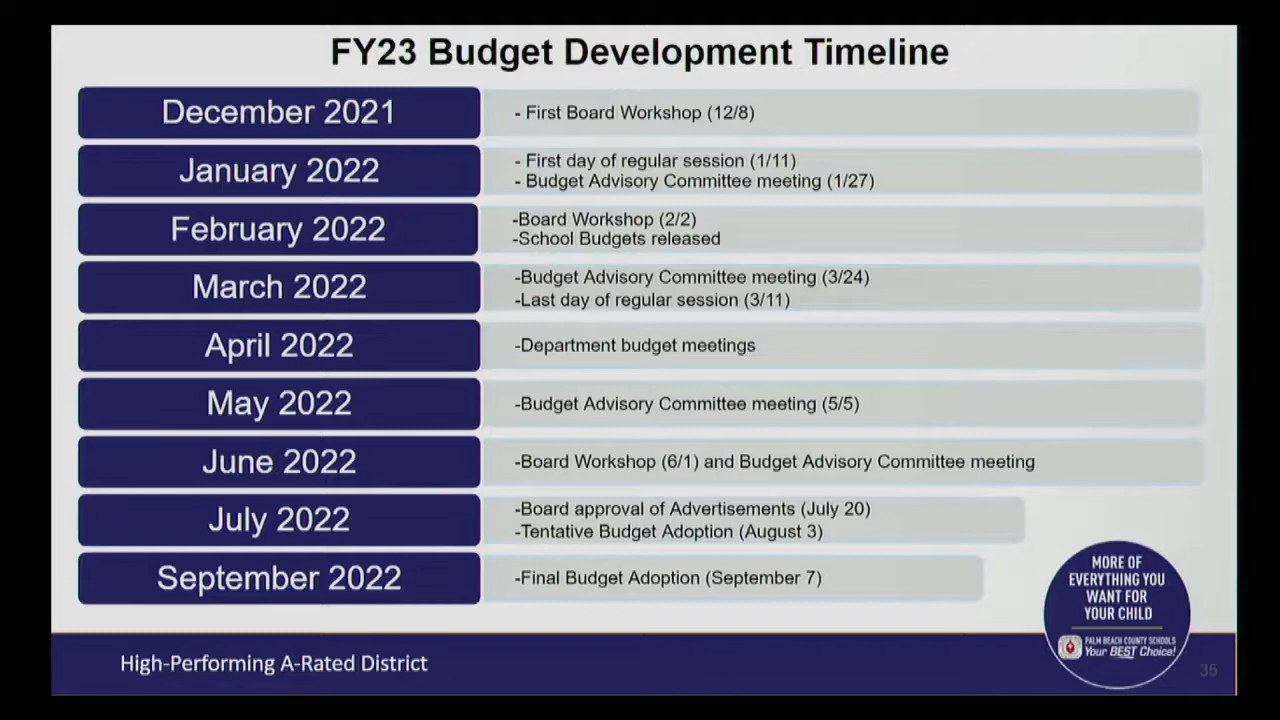 FY23 Budget Development Timeline
December 2021
- First Board Workshop (12/8)
January 2022
- First day of regular session (1/11)
- Budget Advisory Committee meeting (1/27)
February 2022
-Board Workshop (2/2)
-School Budgets released
March 2022
-Budget Advisory Committee meeting (3/24)
-Last day of regular session (3/11)
April 2022
-Department budget meetings
May 2022
-Budget Advisory Committee meeting (5/5)
June 2022
-Board Workshop (6/1) and Budget Advisory Committee meeting
July 2022
-Board approval of Advertisements (July 20)
-Tentative Budget Adoption (August 3)
September 2022
-Final Budget Adoption (September 7)
MORE OF
EVERYTHING YOU
WANT FOR
YOUR CHILD
PALM BEACH COUNTY SCHOOLS
Your BEST Choice!
High-Performing A-Rated District
35